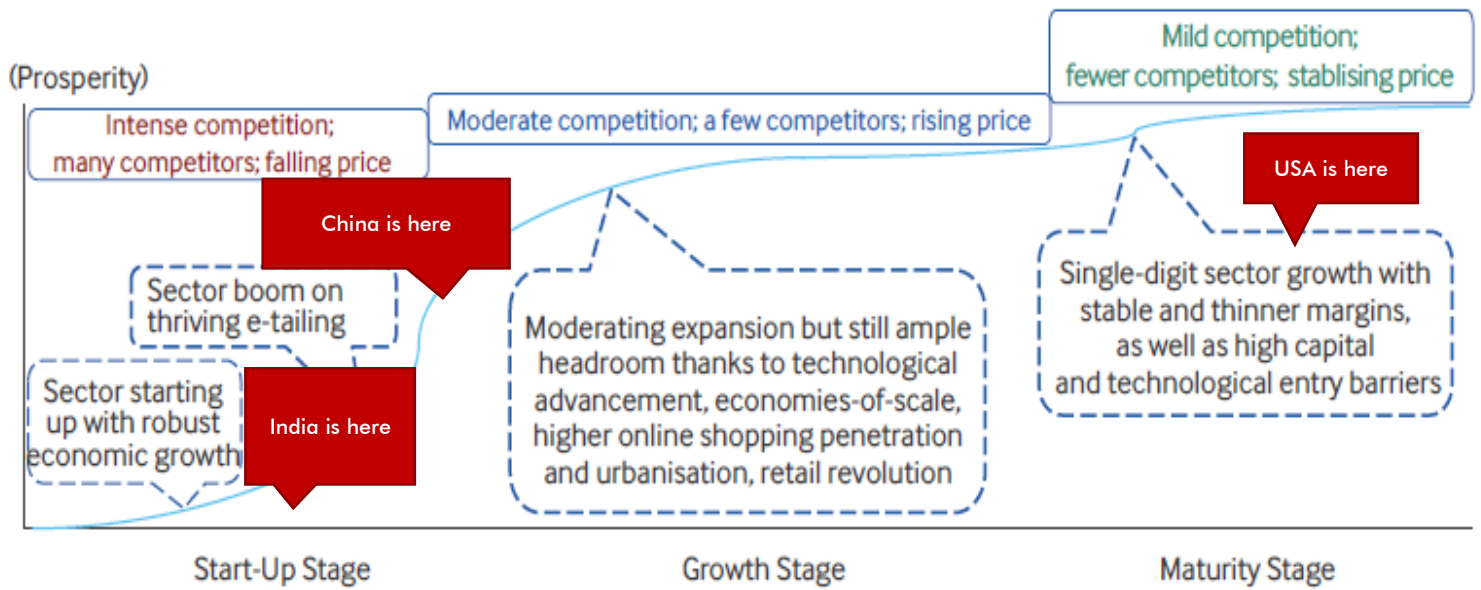 (Prosperity)
Intense competition;
many competitors; falling price
Moderate competition; a few competitors; rising price
Mild competition;
fewer competitors; stablising price
China is here
USA is here
Sector boom on
thriving e-tailing
Sector starting
up with robust
economic growth
India is here
Moderating expansion but still ample
headroom thanks to technological
advancement, economies-of-scale,
higher online shopping penetration
and urbanisation, retail revolution
Single-digit sector growth with
stable and thinner margins,
as well as high capital
and technological entry barriers
Start-Up Stage
Growth Stage
Maturity Stage